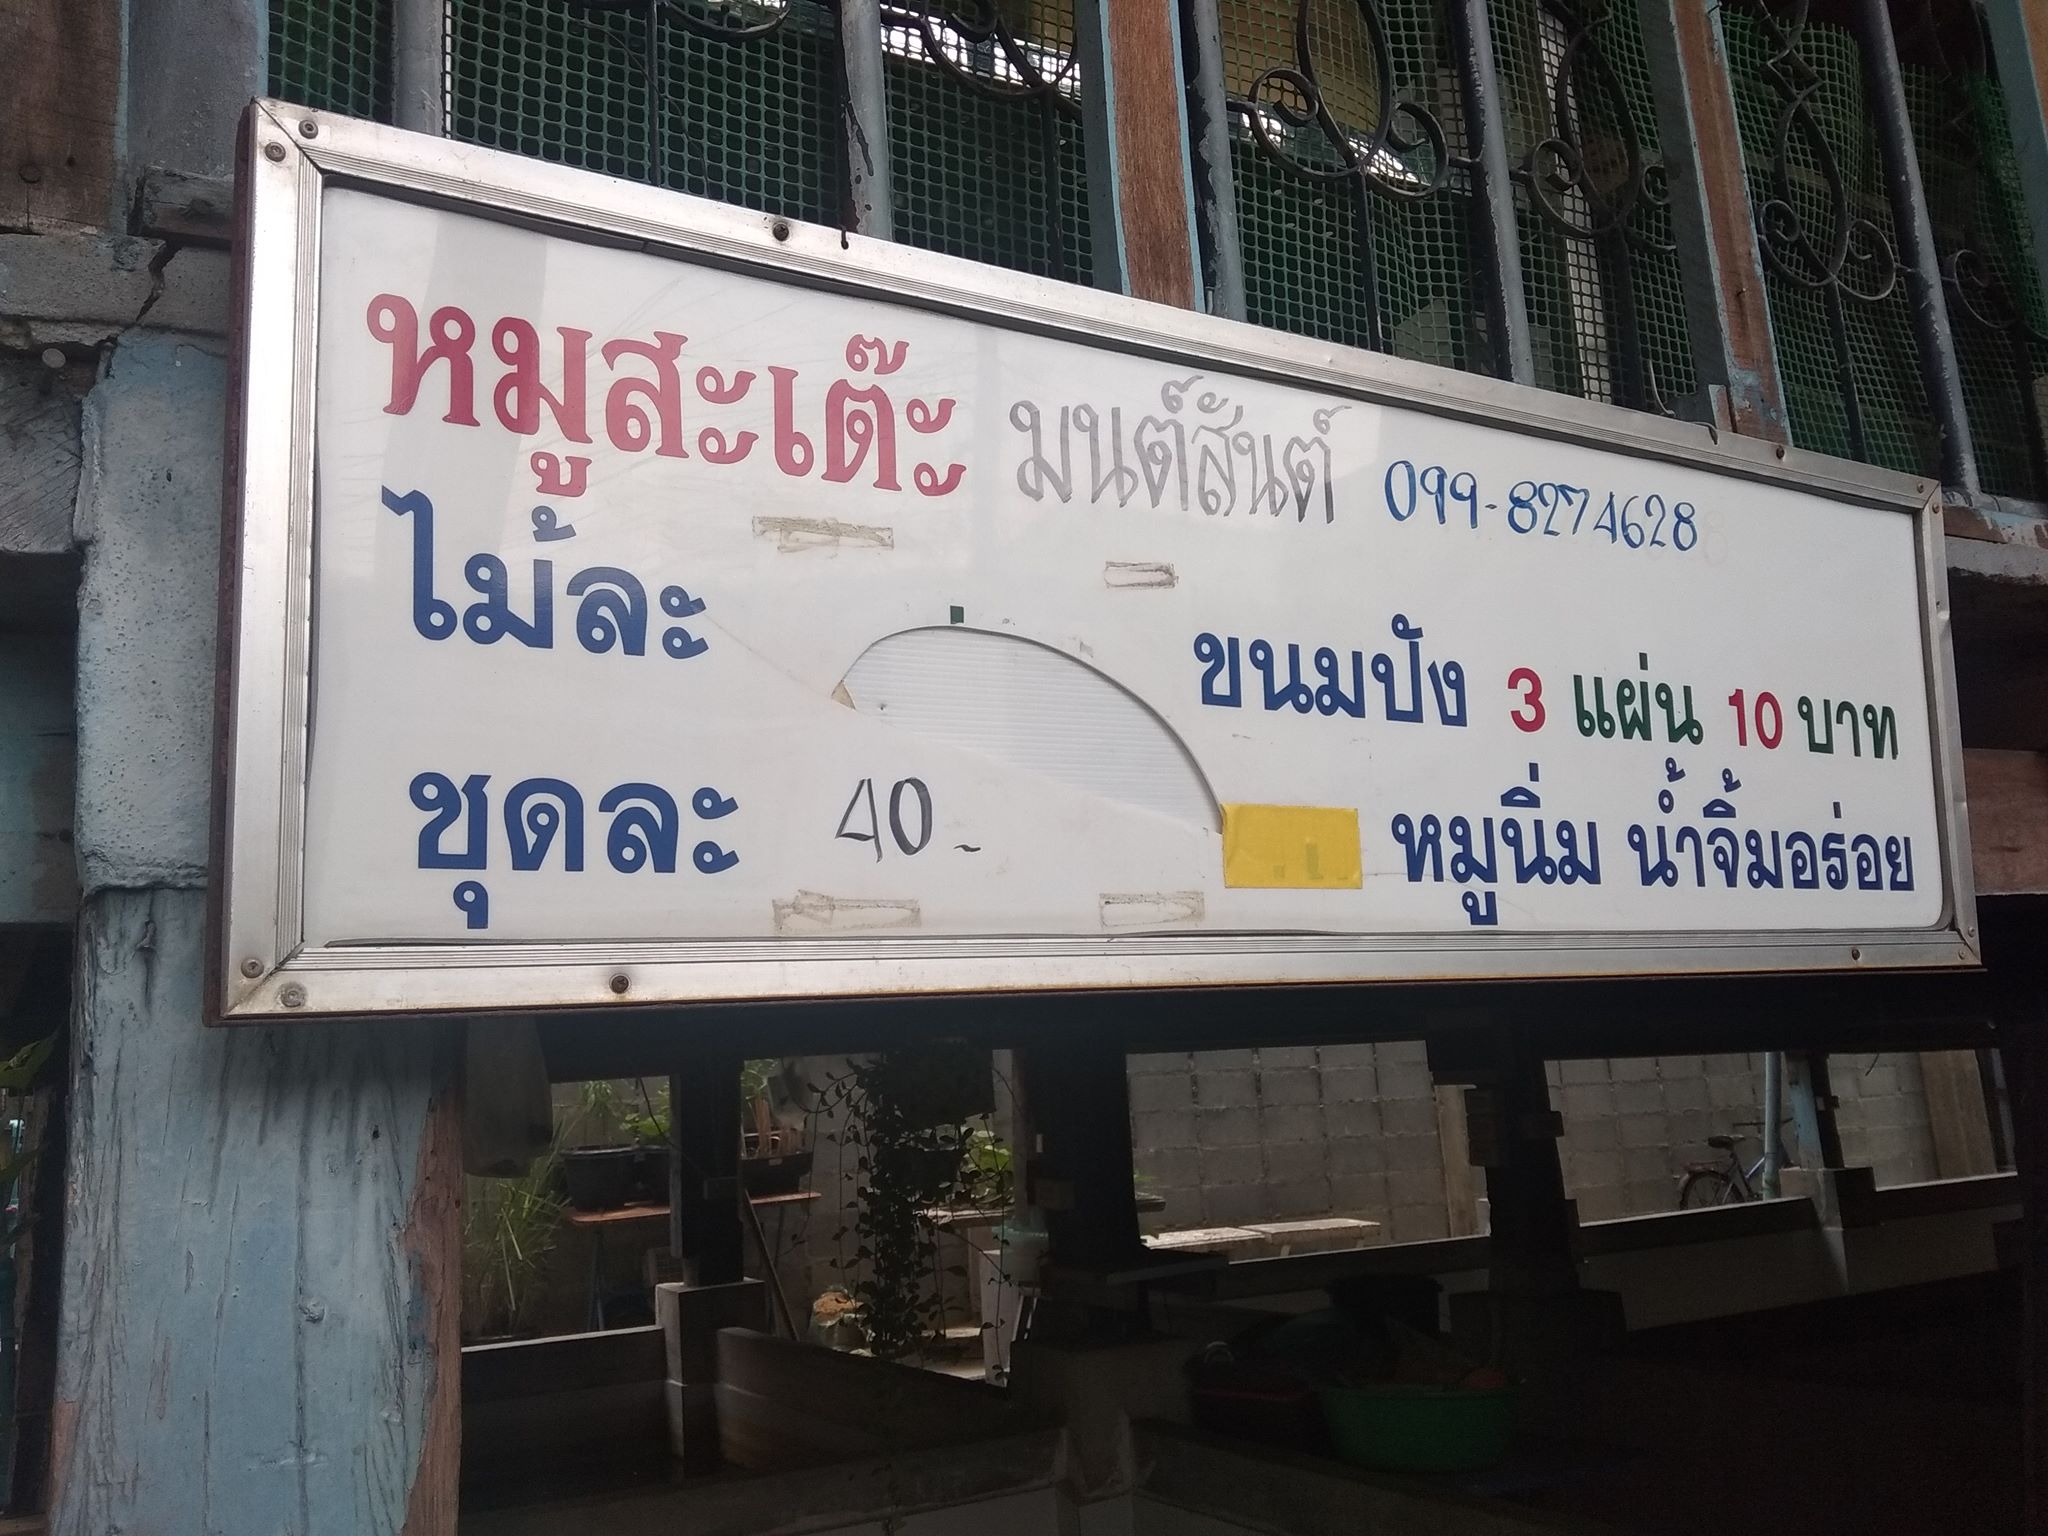 หมูสะเต๊ะ มนต์สันต์ 099-8274628
ไม้ละ
ขนมปัง 3 แผ่น 10 บาท
ชุดละ 40.-
หมูนิ่ม น้ำจิ้มอร่อย